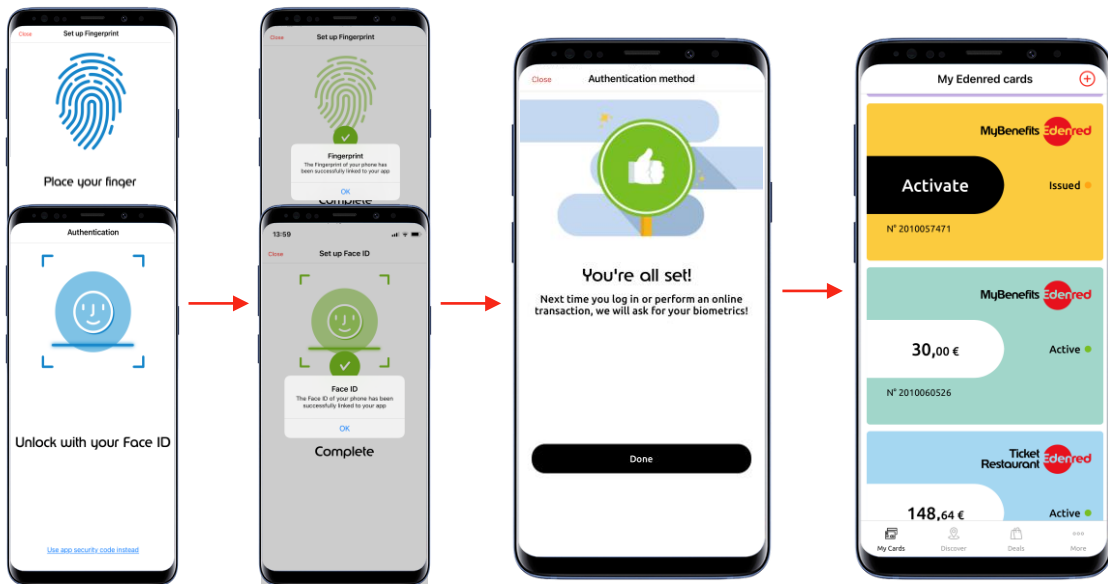 Close
Set up Fingerprint
Place your finger
Authentication
Unlock with your Face ID
Use app security code instead
Close
Set up Fingerprint
Fingerprint
The Fingerprint of your phone has
been successfully linked to your app
OK
Complete
13:59
Close
Set up Face ID
Face ID
The Face ID of your phone has been
successfully linked to your app
OK
Complete
Close
Authentication method
You're all set!
Next time you log in or perform an online
transaction, we will ask for your biometrics!
Done
My Edenred cards
MyBenefits Edenred
Activate
Issued
N° 2010057471
MyBenefits Edenred
30,00 €
Active
N° 2010060526
Ticket
Restaurant Edenred
148,64 €
Active
My Cards
Discover
Deals
More